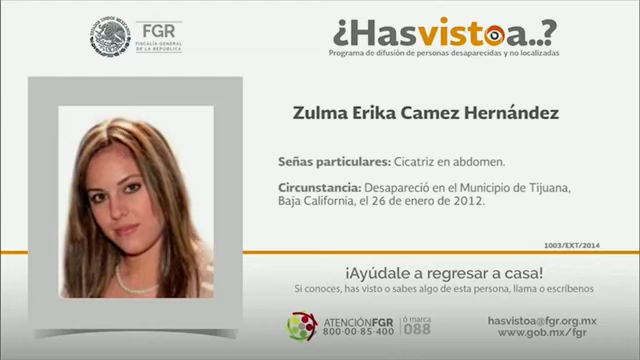 FGR
FISCALÍA GENERAL
DE LA REPÚBLICA
¿Hasvistoa..?
Programa de difusión de personas desaparecidas y no localizadas
Zulma Erika Camez Hernández
Señas particulares: Cicatriz en abdomen.
Circunstancia: Desapareció en el Municipio de Tijuana,
Baja California, el 26 de enero de 2012.
1003/EXT/2014
¡Ayúdale a regresar a casa!
Si conoces, has visto o sabes algo de esta persona, llama o escríbenos
ATENCIÓNFGR
800·00·85·400
ó marca
088
hasvistoa@fgr.org.mx
www.gob.mx/fgr